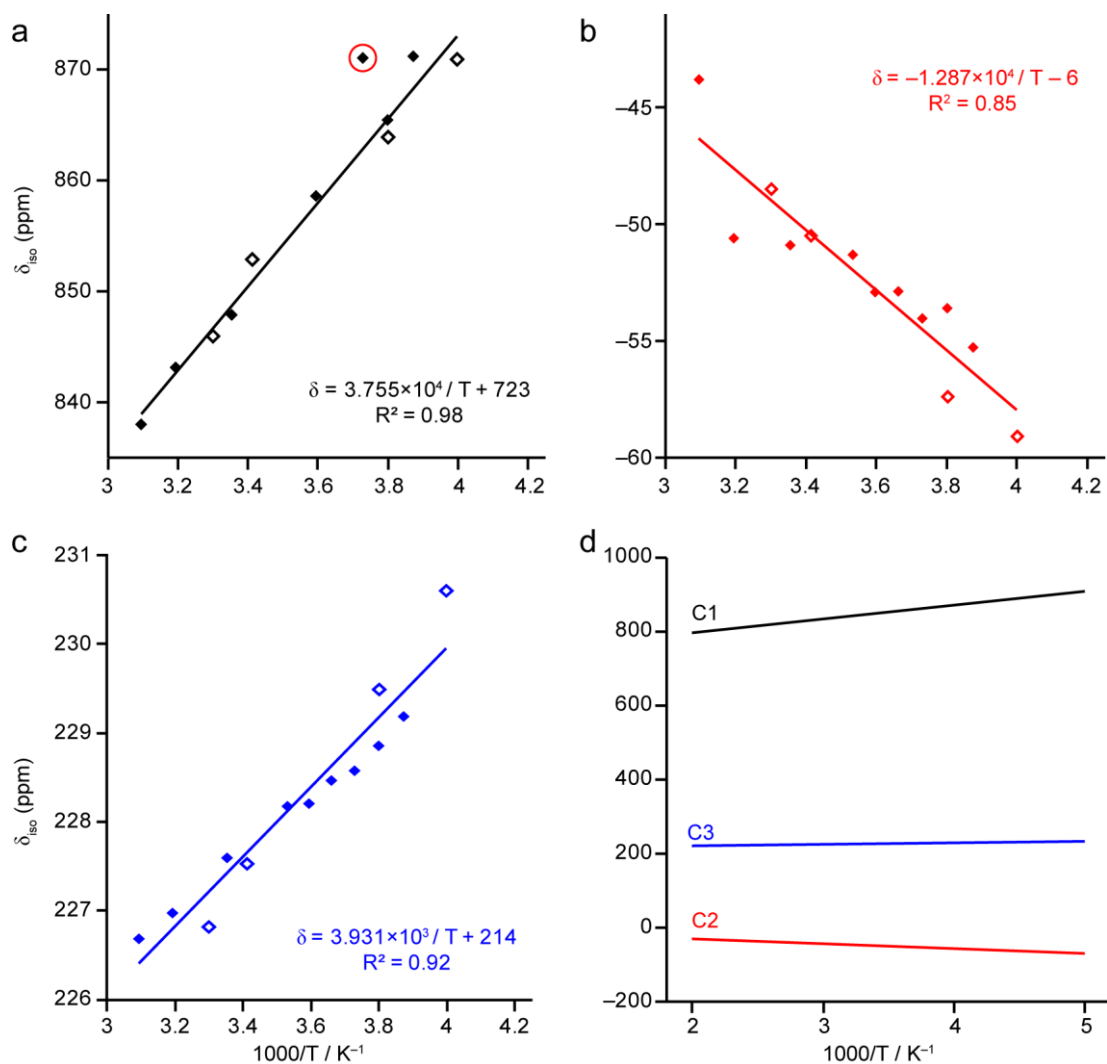 a
δiso (ppm)
870
860
850
840
δ = 3.755×10⁴ / T + 723
R² = 0.98
3 3.2 3.4 3.6 3.8 4 4.2
b
–45
–50
–55
–60
δ = –1.287×10⁴ / T – 6
R² = 0.85
3 3.2 3.4 3.6 3.8 4 4.2
c
δiso (ppm)
231
230
229
228
227
226
δ = 3.931×10³ / T + 214
R² = 0.92
3 3.2 3.4 3.6 3.8 4 4.2
1000/T / K⁻¹
d
1000
800
600
400
200
0
–200
C1
C3
C2
2 3 4 5
1000/T / K⁻¹